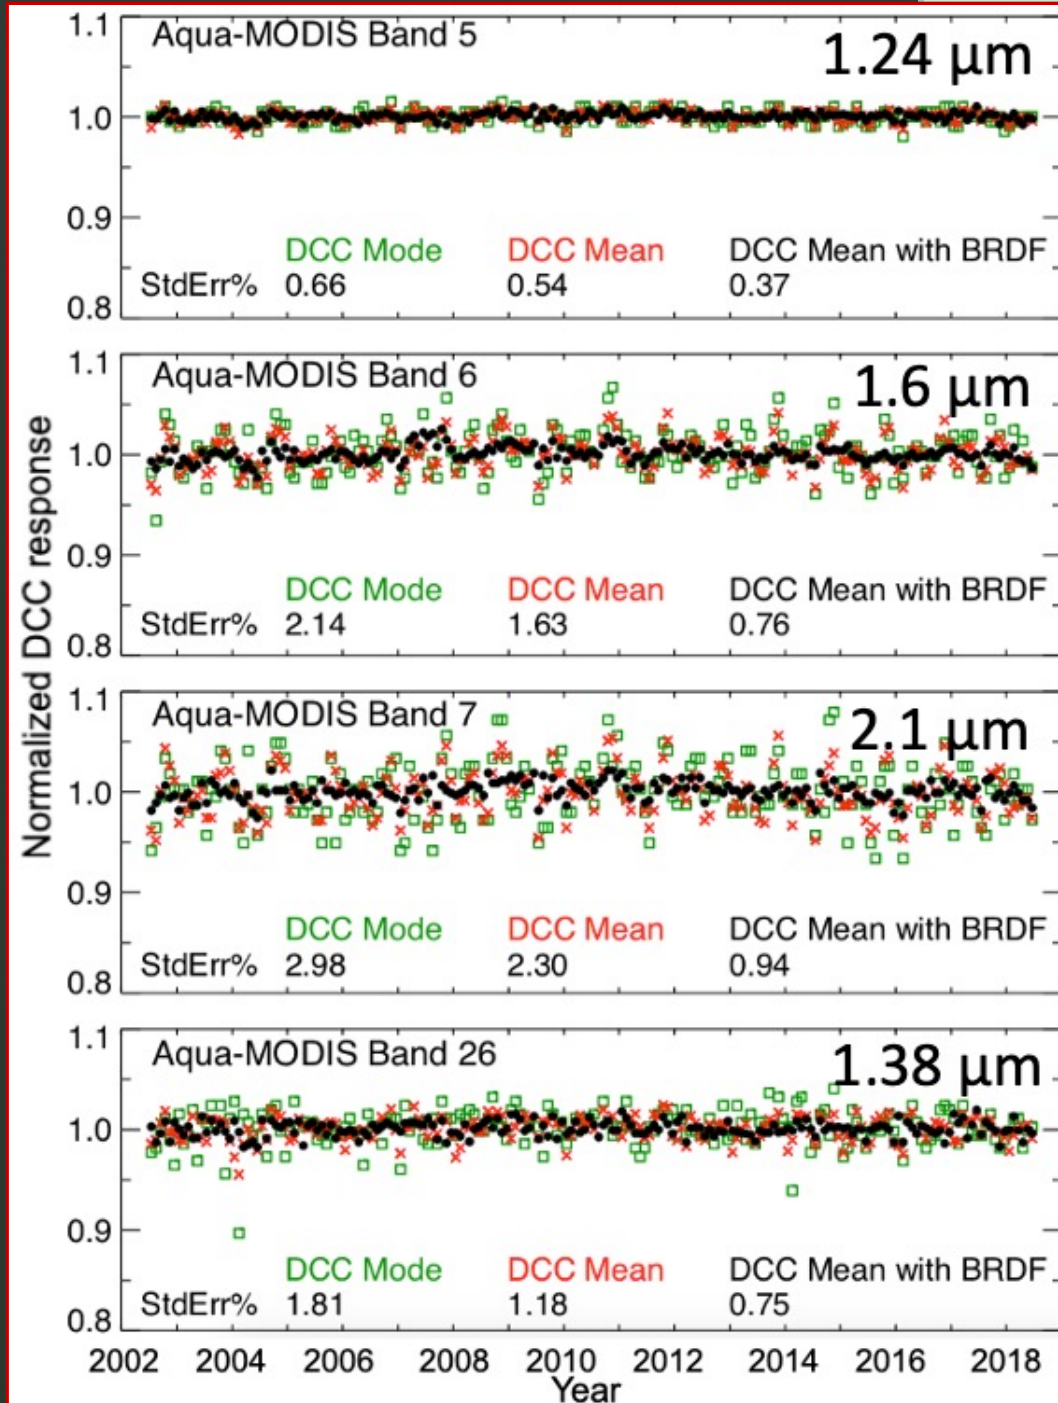 Normalized DCC response
Aqua-MODIS Band 5
1.24 µm
1.1
1.0
0.9
0.8
DCC Mode DCC Mean DCC Mean with BRDF
StdErr% 0.66 0.54 0.37
Aqua-MODIS Band 6
1.6 µm
1.1
1.0
0.9
0.8
DCC Mode DCC Mean DCC Mean with BRDF
StdErr% 2.14 1.63 0.76
Aqua-MODIS Band 7
2.1 µm
1.1
1.0
0.9
0.8
DCC Mode DCC Mean DCC Mean with BRDF
StdErr% 2.98 2.30 0.94
Aqua-MODIS Band 26
1.38 µm
1.1
1.0
0.9
0.8
DCC Mode DCC Mean DCC Mean with BRDF
StdErr% 1.81 1.18 0.75
2002 2004 2006 2008 2010 2012 2014 2016 2018
Year